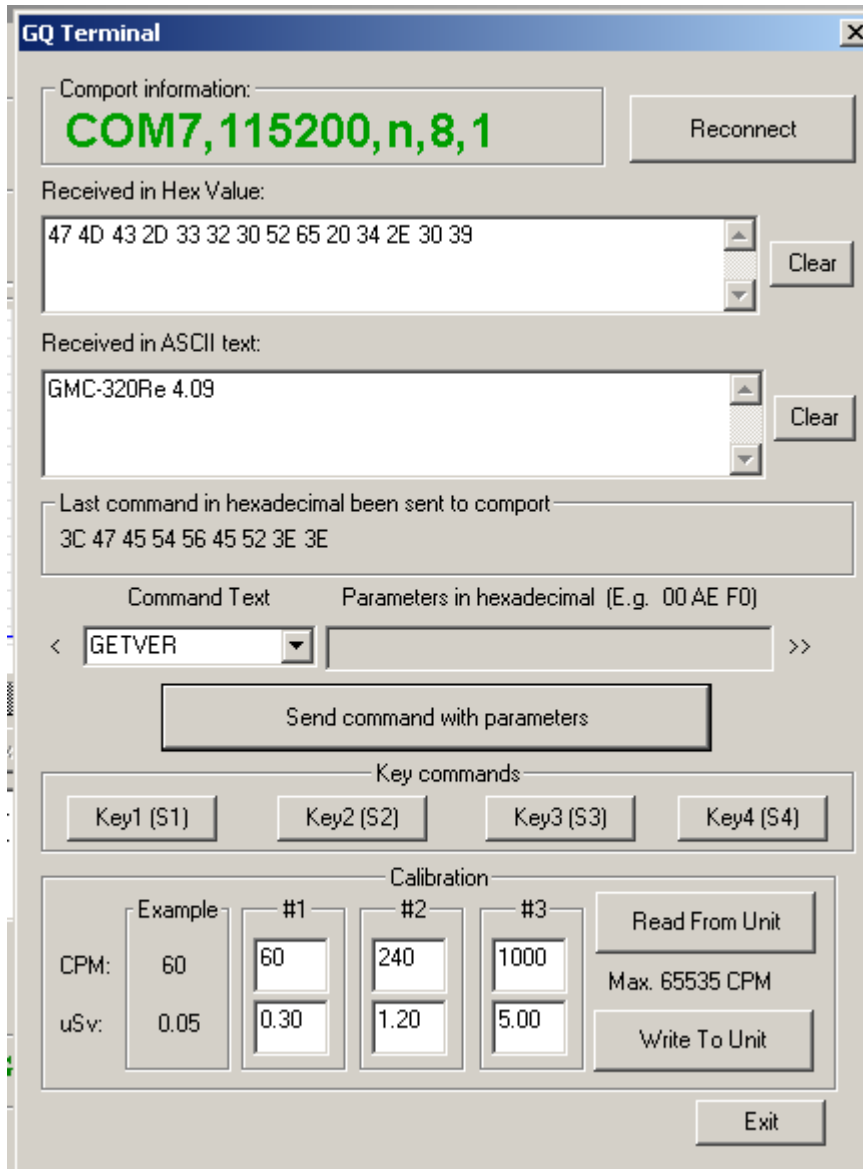 GQ Terminal
Comport information:
COM7,115200,n,8,1
Reconnect
Received in Hex Value:
47 4D 43 2D 33 32 30 52 65 20 34 2E 30 39
Clear
Received in ASCII text:
GMC-320Re 4.09
Clear
Last command in hexadecimal been sent to comport
3C 47 45 54 56 45 52 3E 3E
Command Text Parameters in hexadecimal (E.g. 00 AE F0)
< GETVER >>
Send command with parameters
Key commands
Key1 (S1) Key2 (S2) Key3 (S3) Key4 (S4)
Calibration
Example #1 #2 #3
Read From Unit
CPM: 60 60 240 1000
Max. 65535 CPM
uSv: 0.05 0.30 1.20 5.00
Write To Unit
Exit